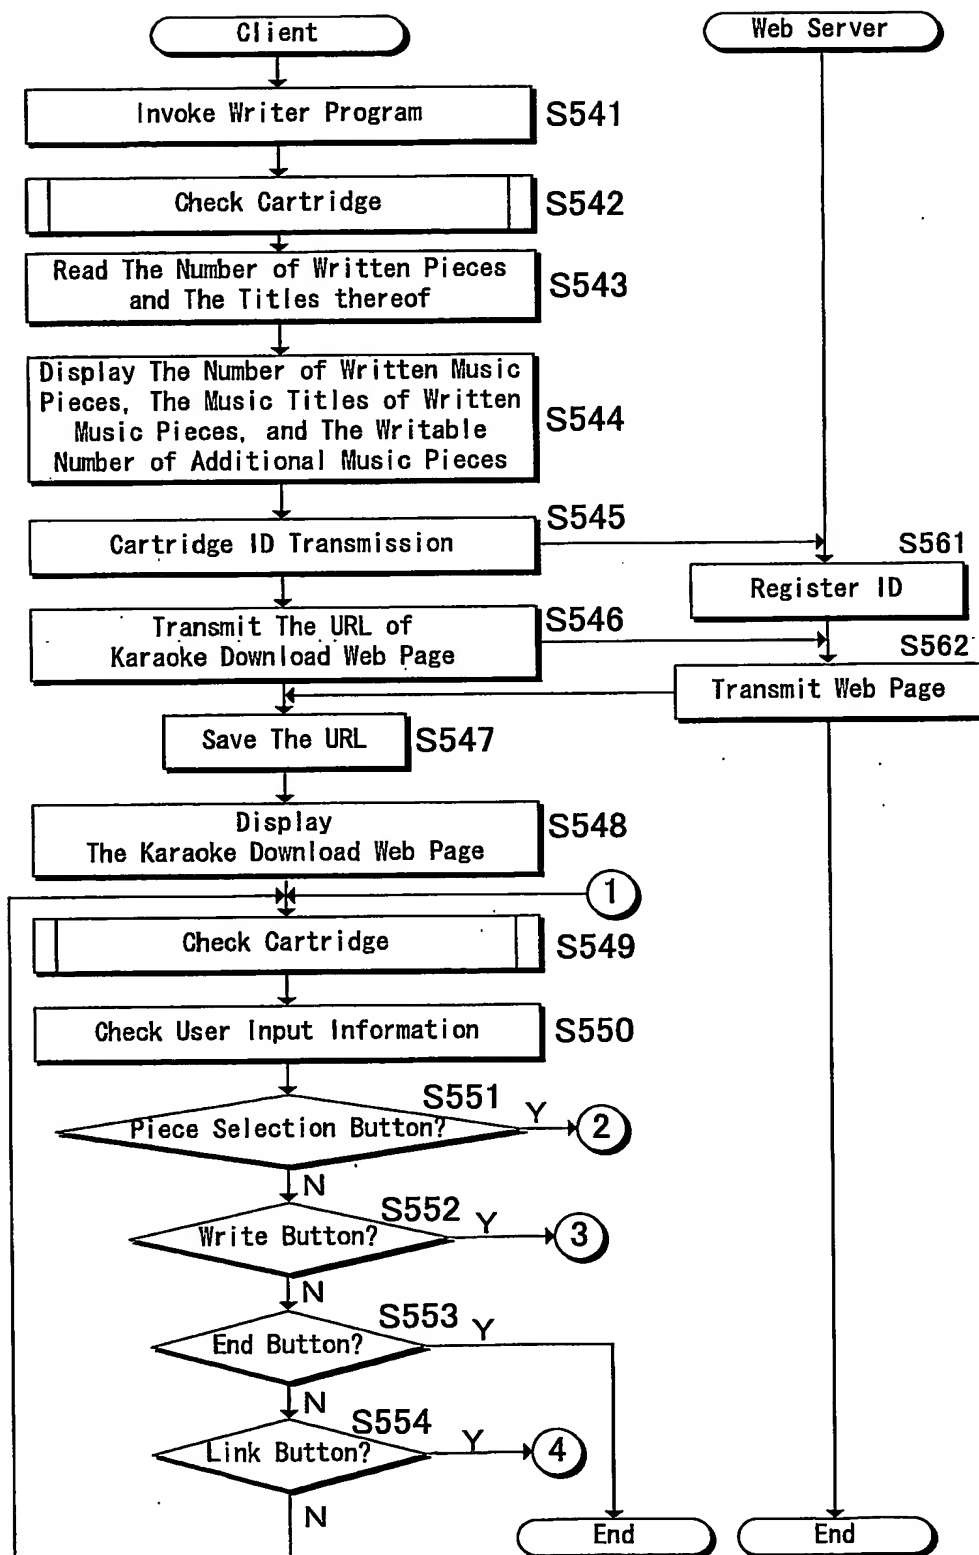 Client
Web Server
Invoke Writer Program
S541
Check Cartridge
S542
Read The Number of Written Pieces
and The Titles thereof
S543
Display The Number of Written Music
Pieces, The Music Titles of Written
Music Pieces, and The Writable
Number of Additional Music Pieces
S544
Cartridge ID Transmission
S545
S561
Register ID
Transmit The URL of
Karaoke Download Web Page
S546
S562
Transmit Web Page
Save The URL
S547
Display
The Karaoke Download Web Page
S548
1
Check Cartridge
S549
Check User Input Information
S550
S551
Piece Selection Button?
Y
2
N
S552
Write Button?
Y
3
N
S553
End Button?
Y
N
S554
Link Button?
Y
4
N
End
End